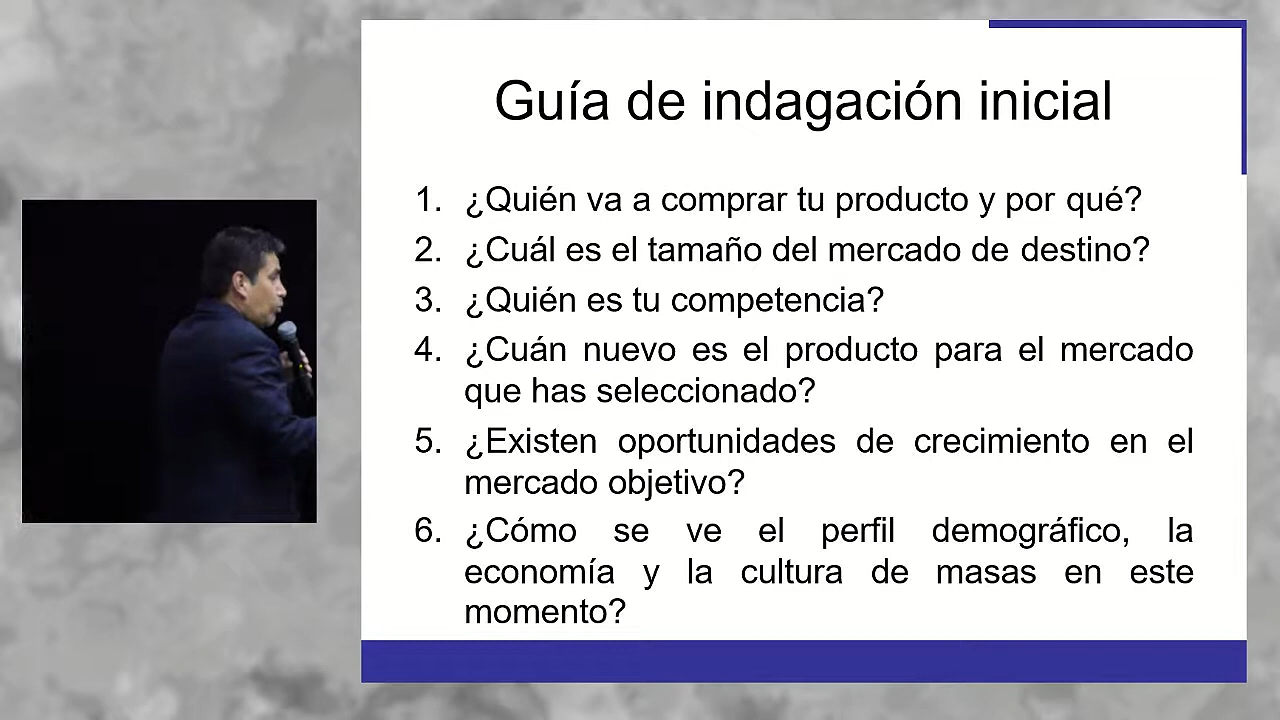 Guía de indagación inicial
1. ¿Quién va a comprar tu producto y por qué?
2. ¿Cuál es el tamaño del mercado de destino?
3. ¿Quién es tu competencia?
4. ¿Cuán nuevo es el producto para el mercado
que has seleccionado?
5. ¿Existen oportunidades de crecimiento en el
mercado objetivo?
6. ¿Cómo se ve el perfil demográfico, la
economía y la cultura de masas en este
momento?